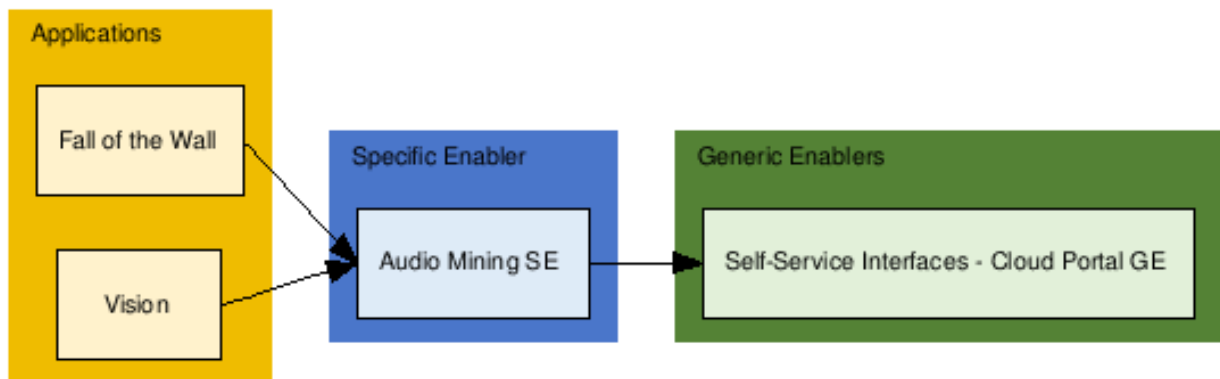 Applications
Fall of the Wall
Vision
Specific Enabler
Audio Mining SE
Generic Enablers
Self-Service Interfaces - Cloud Portal GE